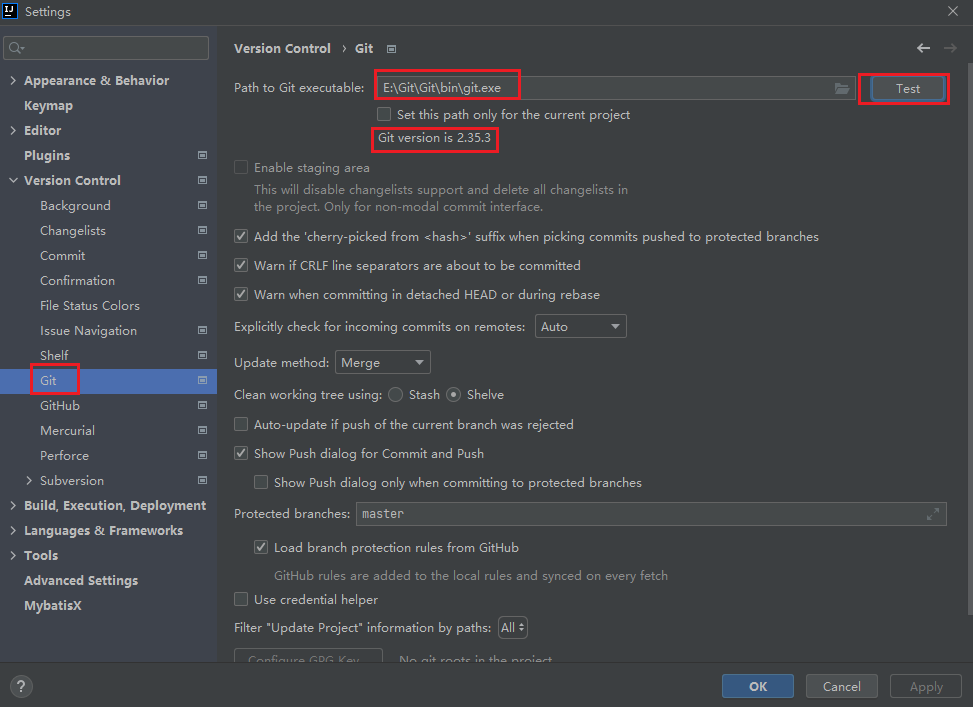 IJ
Settings
Appearance & Behavior
Keymap
Editor
Plugins
Version Control
Background
Changelists
Commit
Confirmation
File Status Colors
Issue Navigation
Shelf
Git
GitHub
Mercurial
Perforce
Subversion
Build, Execution, Deployment
Languages & Frameworks
Tools
Advanced Settings
MybatisX
Version Control › Git
Path to Git executable: E:\Git\Git\bin\git.exe Test
Set this path only for the current project
Git version is 2.35.3
Enable staging area
This will disable changelists support and delete all changelists in
the project. Only for non-modal commit interface.
Add the 'cherry-picked from <hash>' suffix when picking commits pushed to protected branches
Warn if CRLF line separators are about to be committed
Warn when committing in detached HEAD or during rebase
Explicitly check for incoming commits on remotes: Auto
Update method: Merge
Clean working tree using: Stash Shelve
Auto-update if push of the current branch was rejected
Show Push dialog for Commit and Push
Show Push dialog only when committing to protected branches
Protected branches: master
Load branch protection rules from GitHub
GitHub rules are added to the local rules and synced on every fetch
Use credential helper
Filter "Update Project" information by paths: All
Configure GPG Key... No git roots in the project
? OK Cancel Apply